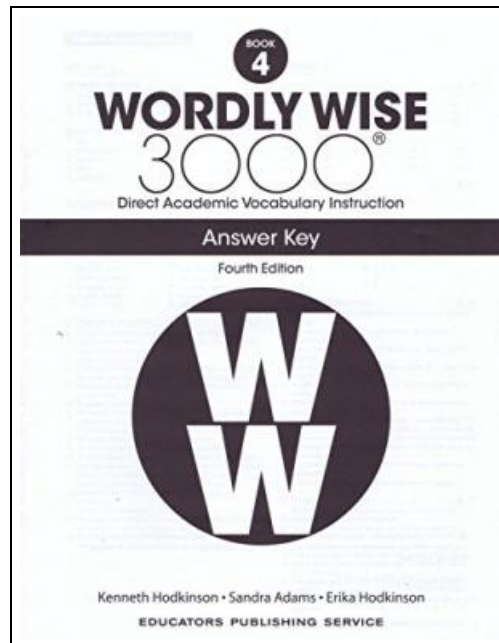 BOOK
4
WORDLY WISE
3000®
Direct Academic Vocabulary Instruction
Answer Key
Fourth Edition
W
W
Kenneth Hodkinson • Sandra Adams • Erika Hodkinson
EDUCATORS PUBLISHING SERVICE